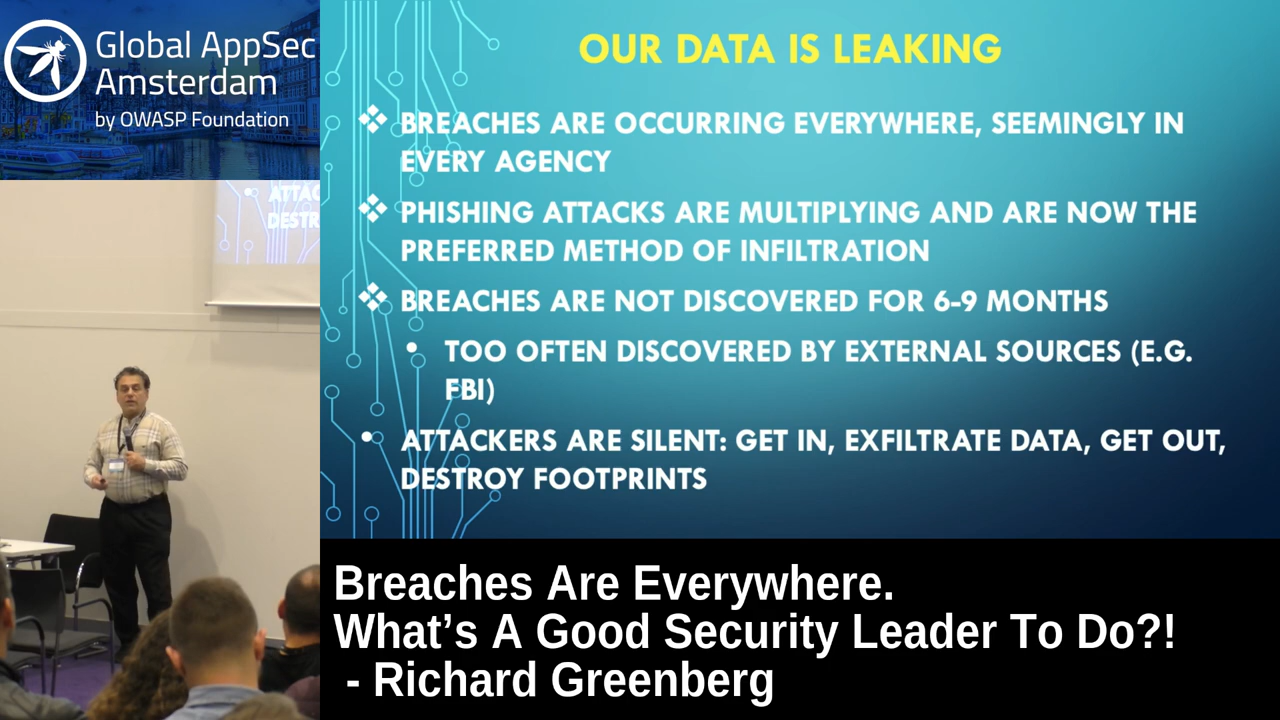 Global AppSec
Amsterdam
by OWASP Foundation
ATTAC
DESTR
OUR DATA IS LEAKING
BREACHES ARE OCCURRING EVERYWHERE, SEEMINGLY IN
EVERY AGENCY
PHISHING ATTACKS ARE MULTIPLYING AND ARE NOW THE
PREFERRED METHOD OF INFILTRATION
BREACHES ARE NOT DISCOVERED FOR 6-9 MONTHS
TOO OFTEN DISCOVERED BY EXTERNAL SOURCES (E.G.
FBI)
ATTACKERS ARE SILENT: GET IN, EXFILTRATE DATA, GET OUT,
DESTROY FOOTPRINTS
Breaches Are Everywhere.
What’s A Good Security Leader To Do?!
- Richard Greenberg